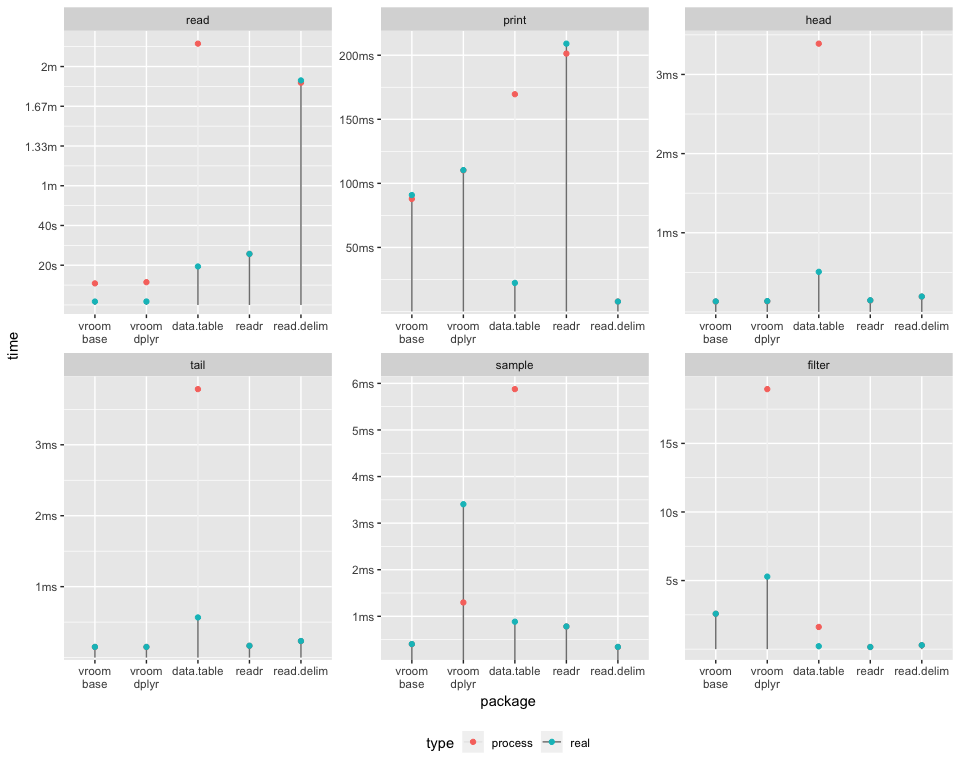 read
print
head
2m
1.67m
1.33m
1m
40s
20s
200ms
150ms
100ms
50ms
3ms
2ms
1ms
vroom base
vroom dplyr
data.table
readr
read.delim
vroom base
vroom dplyr
data.table
readr
read.delim
vroom base
vroom dplyr
data.table
readr
read.delim
time
tail
sample
filter
3ms
2ms
1ms
6ms
5ms
4ms
3ms
2ms
1ms
15s
10s
5s
vroom base
vroom dplyr
data.table
readr
read.delim
vroom base
vroom dplyr
data.table
readr
read.delim
vroom base
vroom dplyr
data.table
readr
read.delim
package
type process real